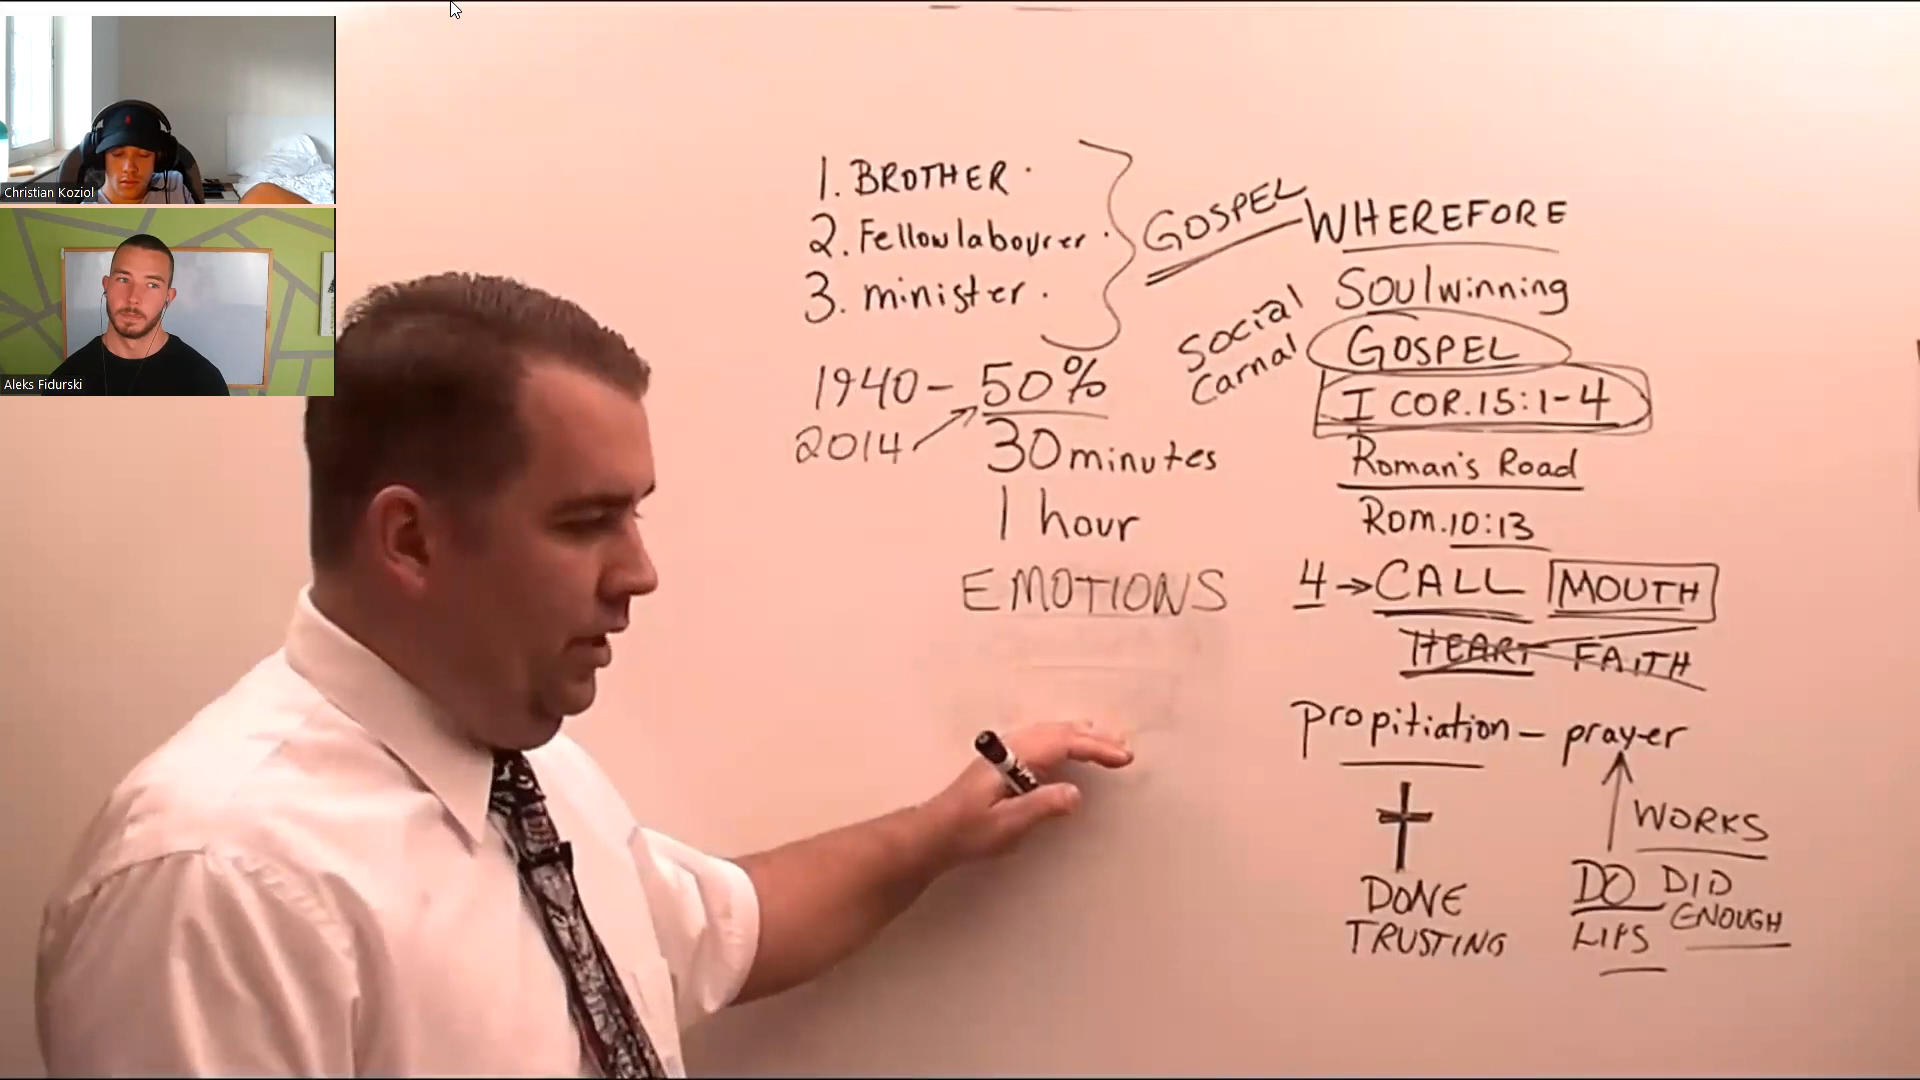 Christian Koziol
Aleks Fidurski
1. BROTHER
2. Fellowlabourer
3. minister
GOSPEL
1940 - 50%
2014
30 minutes
1 hour
EMOTIONS
WHEREFORE
Soulwinning
Social
Carnal
GOSPEL
I COR. 15:1-4
Roman's Road
Rom. 10:13
4 → CALL MOUTH
HEART FAITH
propitiation - prayer
WORKS
DONE
TRUSTING
DO DID
ENOUGH
LIPS